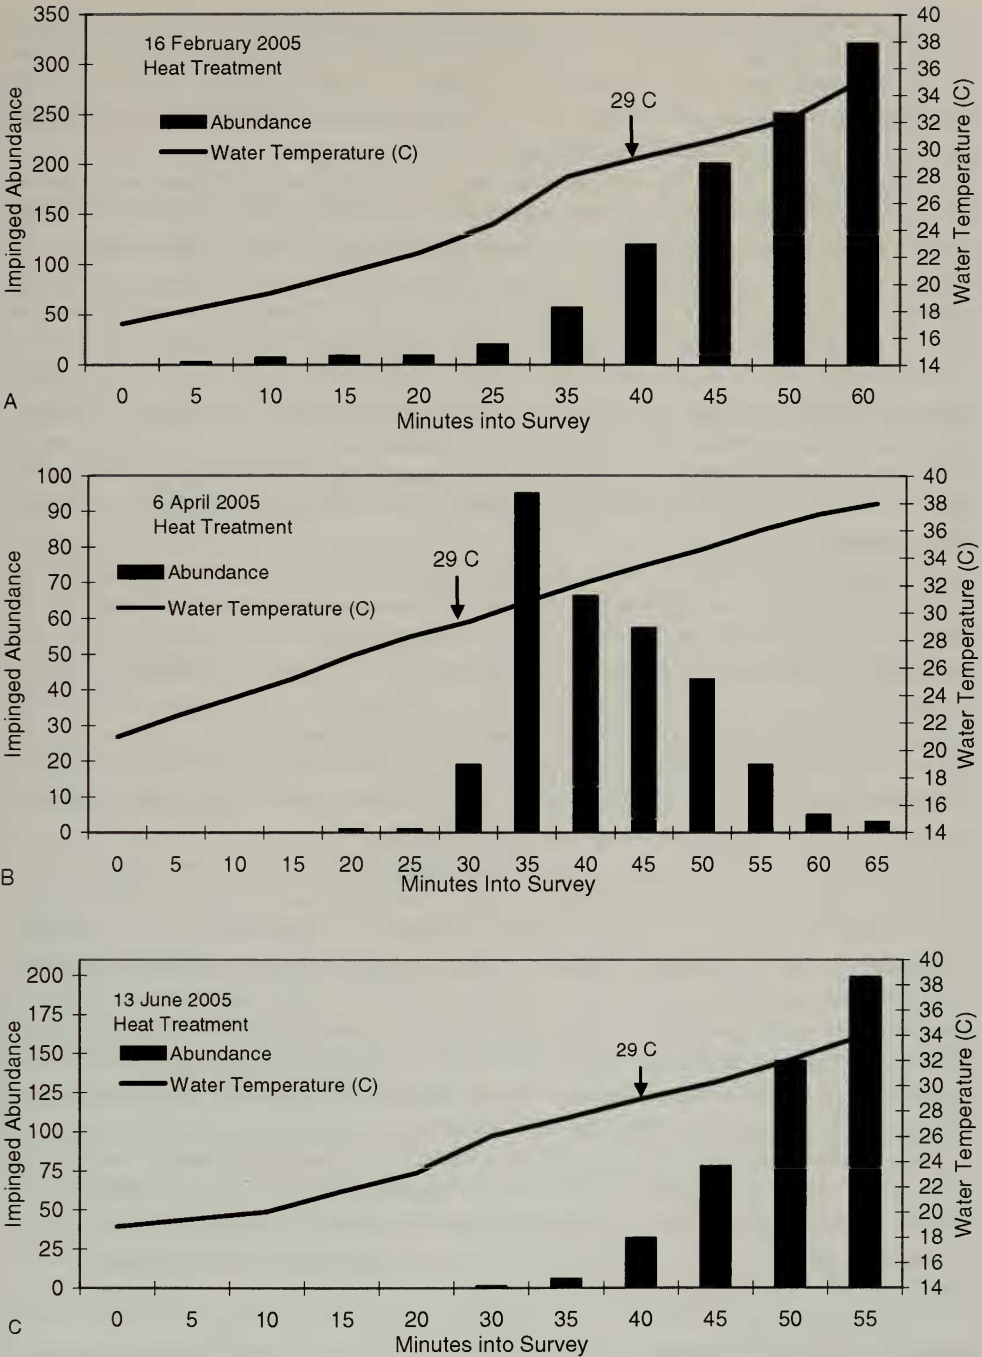 350
300
250
200
150
100
50
0
Impinged Abundance
16 February 2005
Heat Treatment
Abundance
Water Temperature (C)
29 C
40
38
36
34
32
30
28
26
24
22
20
18
16
14
Water Temperature (C)
0 5 10 15 20 25 35 40 45 50 60
Minutes into Survey
A
100
90
80
70
60
50
40
30
20
10
0
Impinged Abundance
6 April 2005
Heat Treatment
Abundance
Water Temperature (C)
29 C
40
38
36
34
32
30
28
26
24
22
20
18
16
14
Water Temperature (C)
0 5 10 15 20 25 30 35 40 45 50 55 60 65
Minutes Into Survey
B
200
175
150
125
100
75
50
25
0
Impinged Abundance
13 June 2005
Heat Treatment
Abundance
Water Temperature (C)
29 C
40
38
36
34
32
30
28
26
24
22
20
18
16
14
Water Temperature (C)
0 5 10 15 20 30 35 40 45 50 55
Minutes into Survey
C